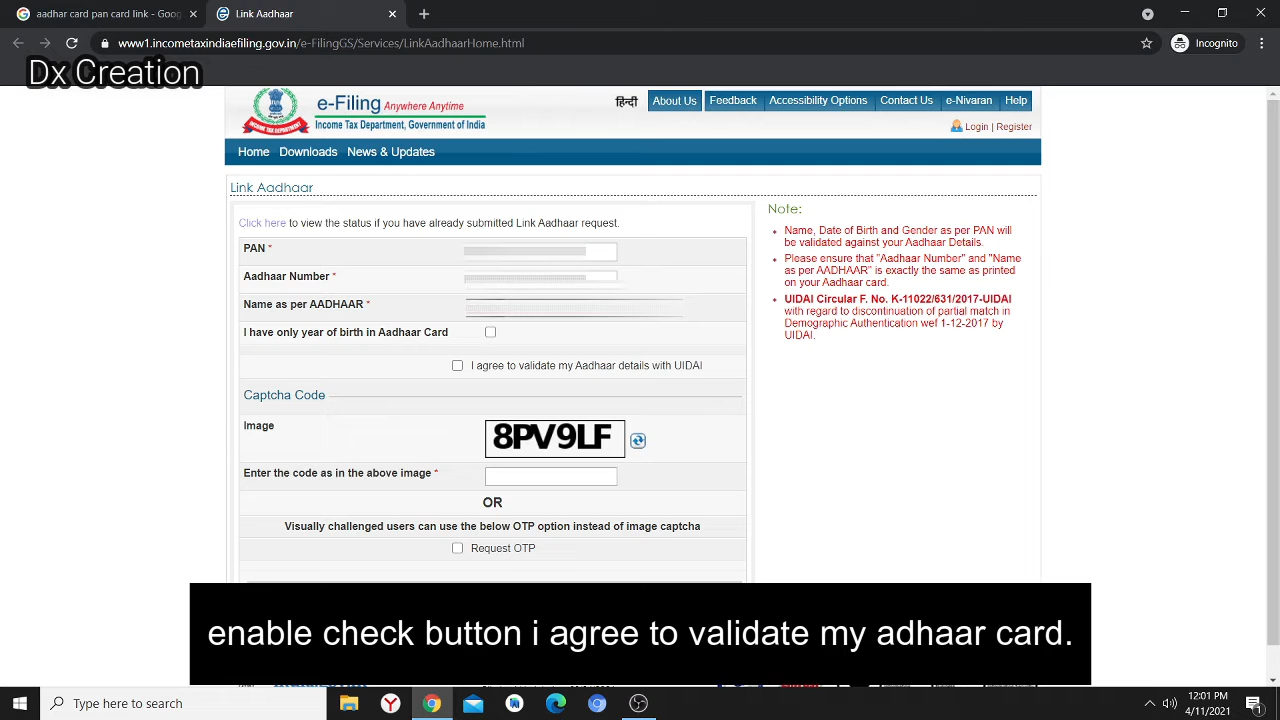 aadhar card pan card link - Goog
Link Aadhaar
www1.incometaxindiaefiling.gov.in/e-FilingGS/Services/LinkAadhaarHome.html
Incognito
Dx Creation
e-Filing Anywhere Anytime
Income Tax Department, Government of India
INCOME TAX DEPARTMENT
हिन्दी
About Us
Feedback
Accessibility Options
Contact Us
e-Nivaran
Help
Login | Register
Home
Downloads
News & Updates
Link Aadhaar
Click here to view the status if you have already submitted Link Aadhaar request.
PAN *
Aadhaar Number *
Name as per AADHAAR *
I have only year of birth in Aadhaar Card
I agree to validate my Aadhaar details with UIDAI
Captcha Code
Image
8PV9LF
Enter the code as in the above image *
OR
Visually challenged users can use the below OTP option instead of image captcha
Request OTP
Note:
Name, Date of Birth and Gender as per PAN will
be validated against your Aadhaar Details.
Please ensure that "Aadhaar Number" and "Name
as per AADHAAR" is exactly the same as printed
on your Aadhaar card.
UIDAI Circular F. No. K-11022/631/2017-UIDAI
with regard to discontinuation of partial match in
Demographic Authentication wef 1-12-2017 by
UIDAI.
enable check button i agree to validate my adhaar card.
Type here to search
12:01 PM
4/11/2021